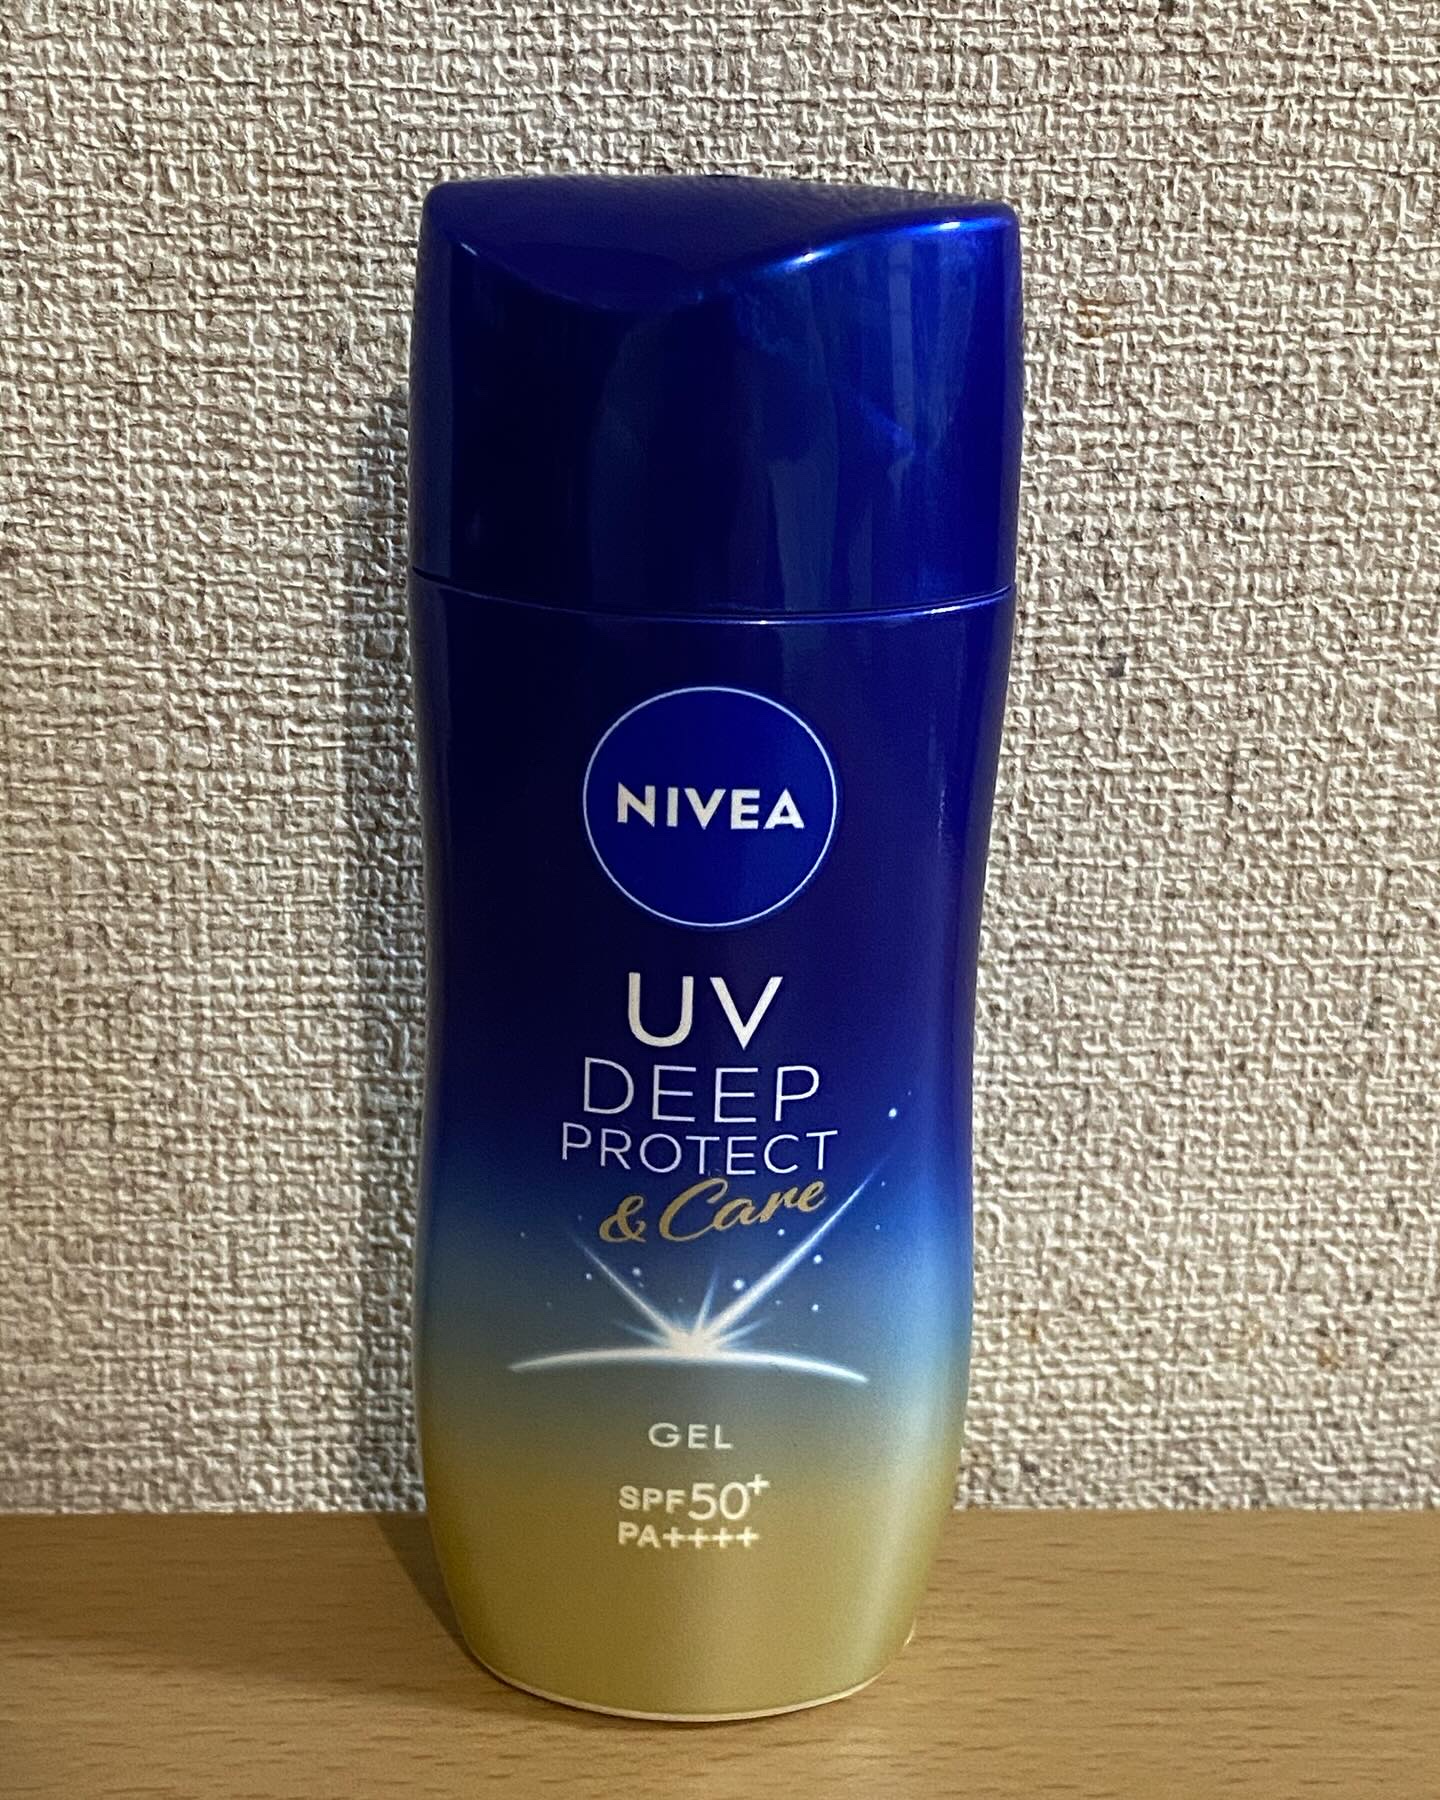 NIVEA
UV
DEEP
PROTECT
& Care
GEL
SPF50+
PA++++